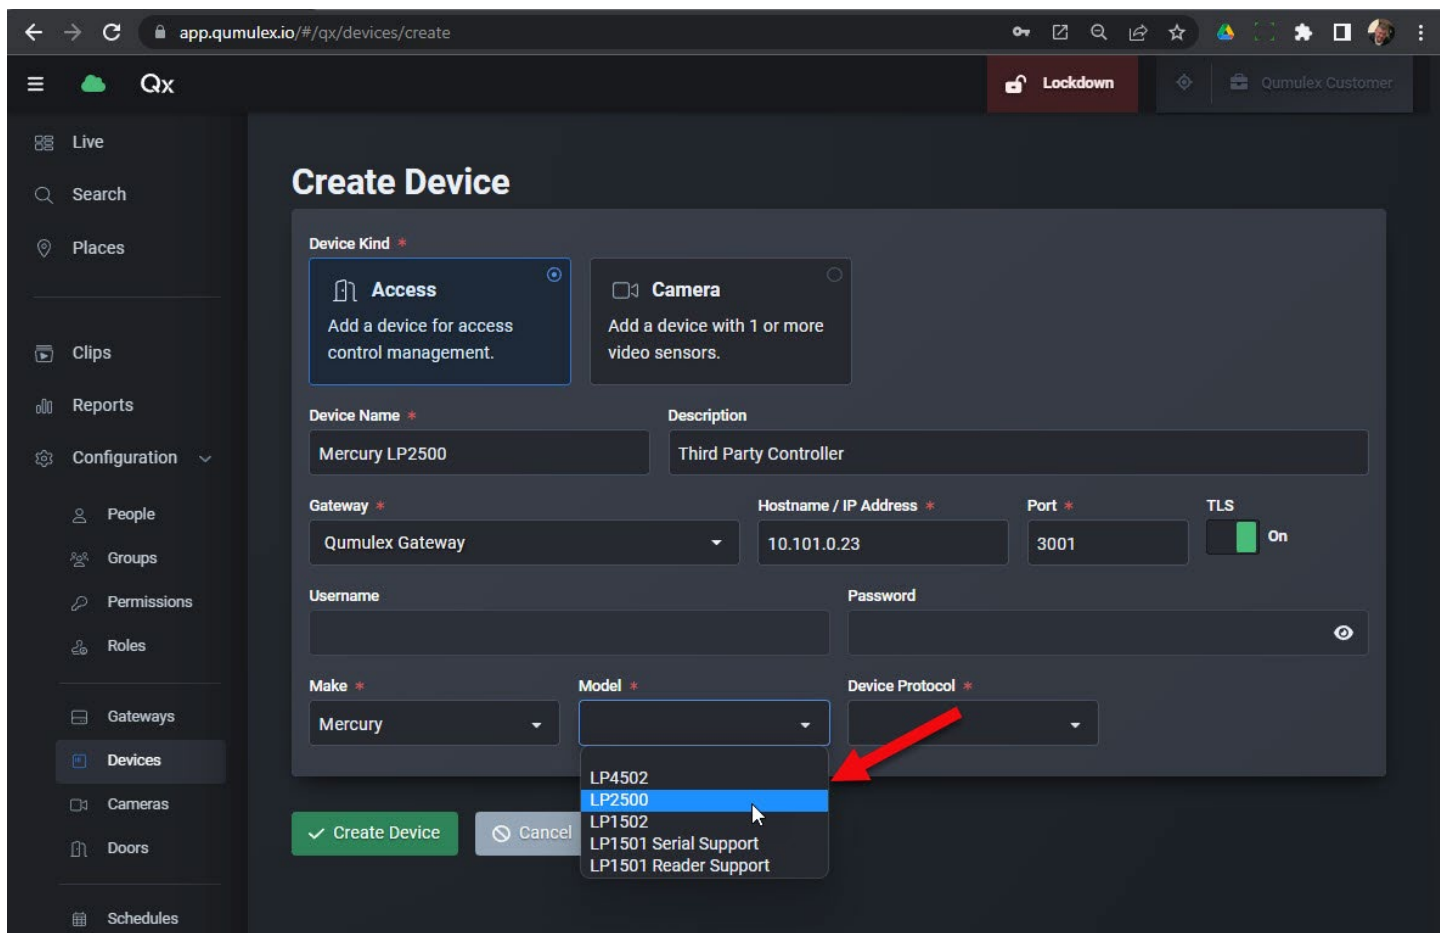 app.qumulex.io/#/qx/devices/create
Qx
Lockdown
Qumulex Customer
Live
Search
Places
Clips
Reports
Configuration
People
Groups
Permissions
Roles
Gateways
Devices
Cameras
Doors
Schedules
Create Device
Device Kind *
Access
Add a device for access
control management.
Camera
Add a device with 1 or more
video sensors.
Device Name * Description
Mercury LP2500 Third Party Controller
Gateway * Hostname / IP Address * Port * TLS
Qumulex Gateway 10.101.0.23 3001 On
Username Password
Make * Model * Device Protocol *
Mercury
LP4502
LP2500
LP1502
LP1501 Serial Support
LP1501 Reader Support
Create Device Cancel